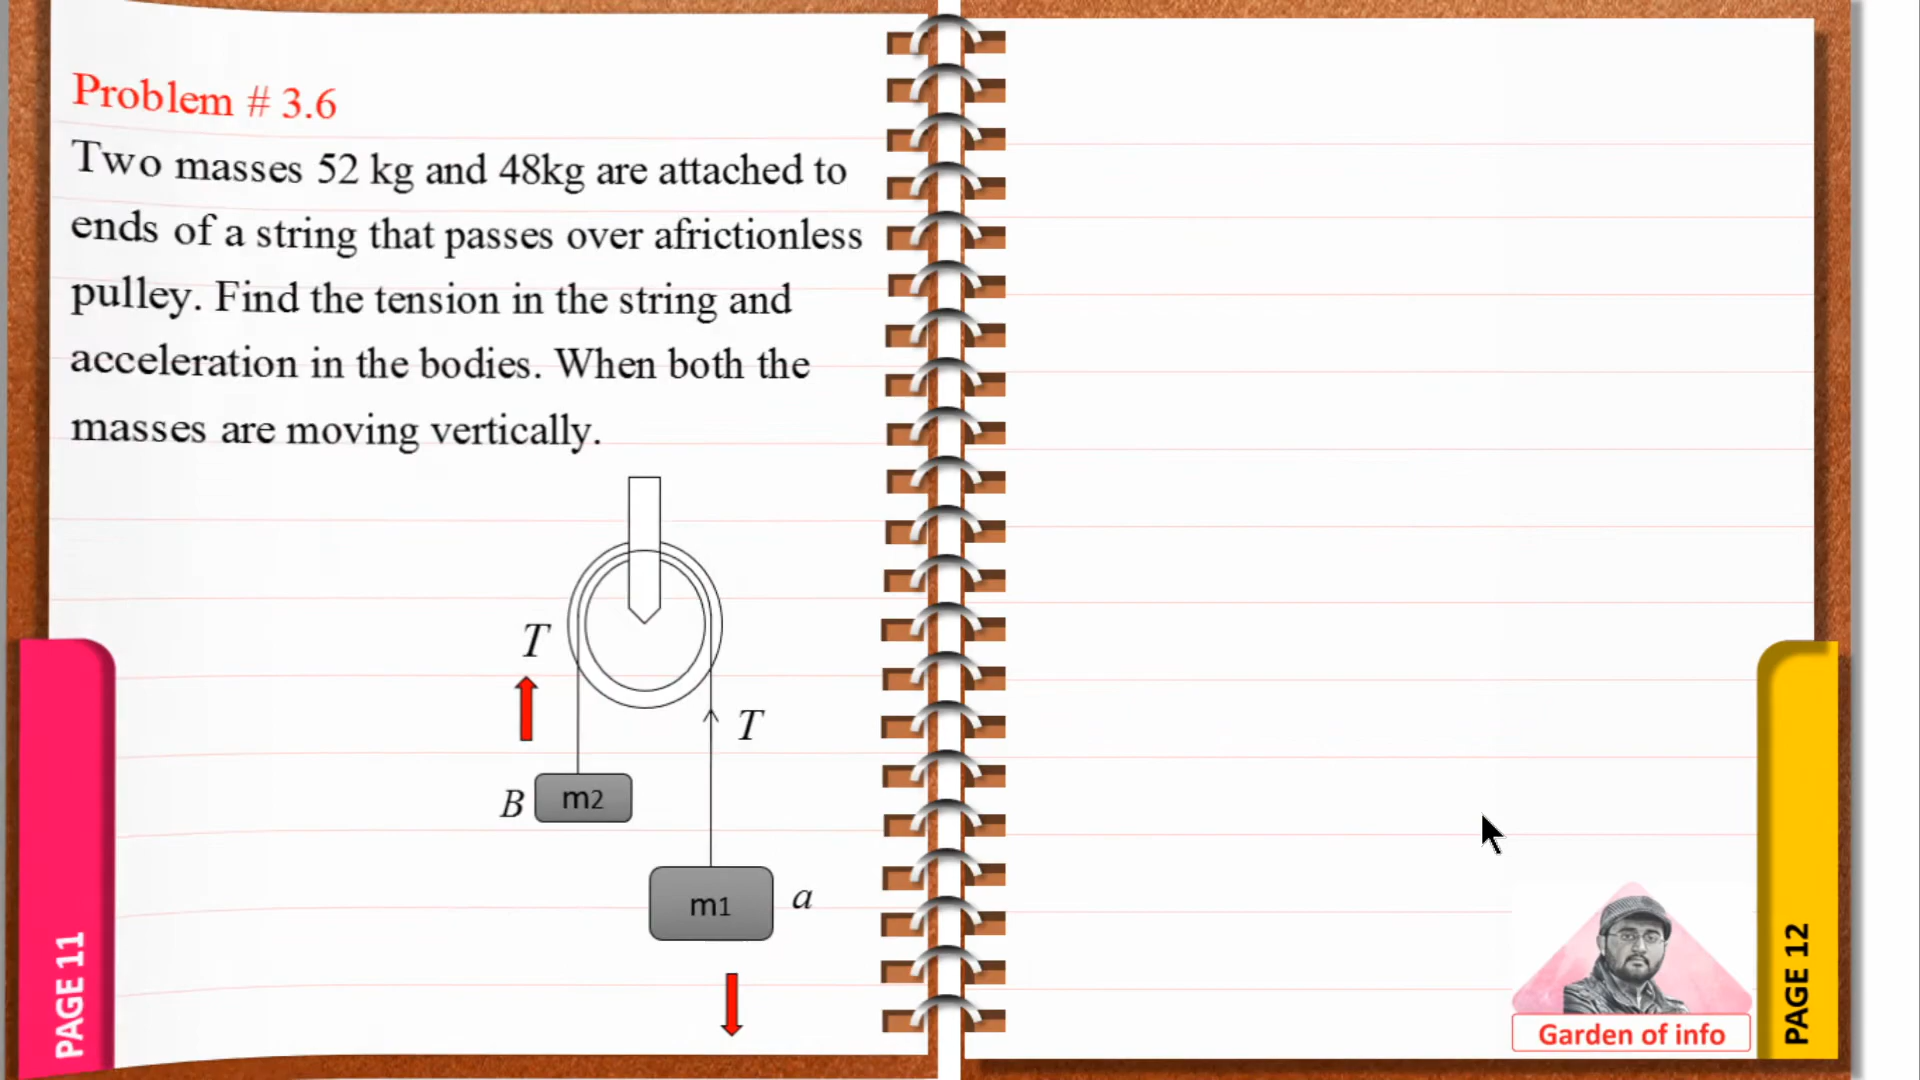 Problem # 3.6
Two masses 52 kg and 48kg are attached to
ends of a string that passes over africtionless
pulley. Find the tension in the string and
acceleration in the bodies. When both the
masses are moving vertically.
T
T
B
m2
m1
a
PAGE 11
PAGE 12
Garden of info